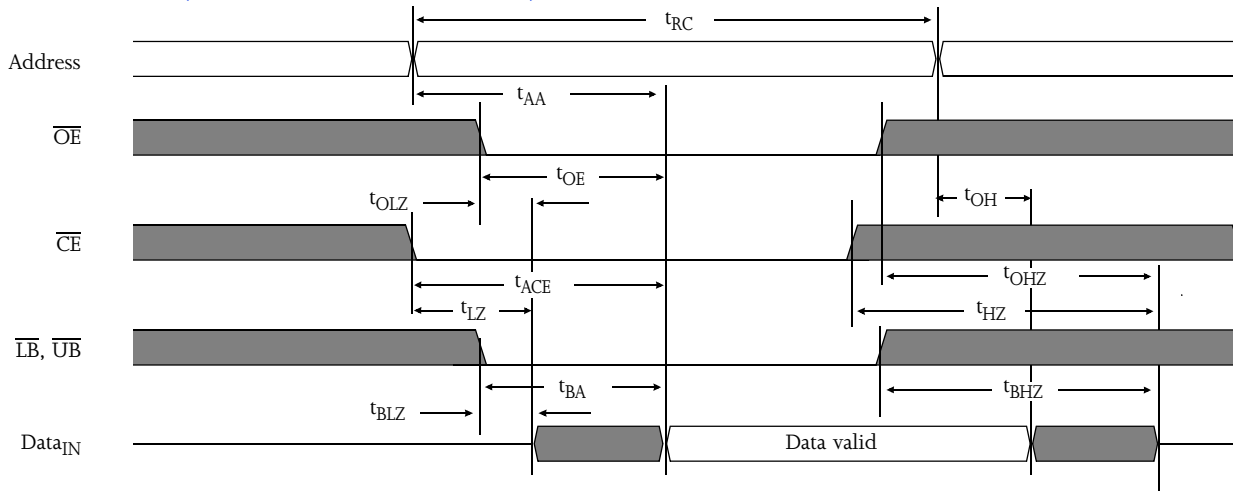 tRC
Address
tAA
OE
tOE
tOLZ
tOH
CE
tOHZ
tACE
tLZ
tHZ
LB, UB
tBA
tBHZ
tBLZ
DataIN
Data valid